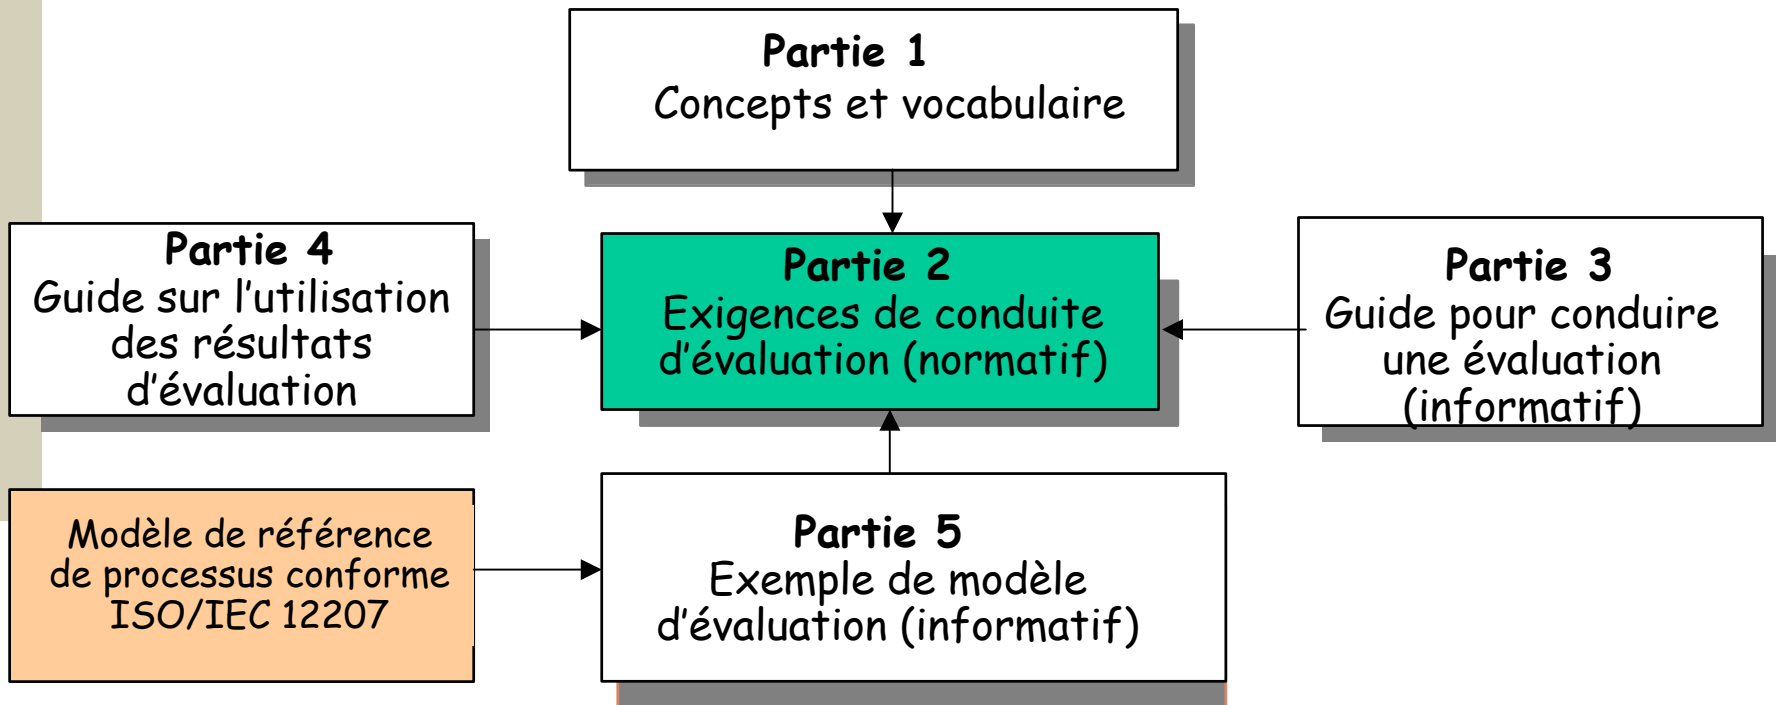 Partie 1
Concepts et vocabulaire
Partie 4
Guide sur l'utilisation
des résultats
d'évaluation
Partie 2
Exigences de conduite
d'évaluation (normatif)
Partie 3
Guide pour conduire
une évaluation
(informatif)
Modèle de référence
de processus conforme
ISO/IEC 12207
Partie 5
Exemple de modèle
d'évaluation (informatif)